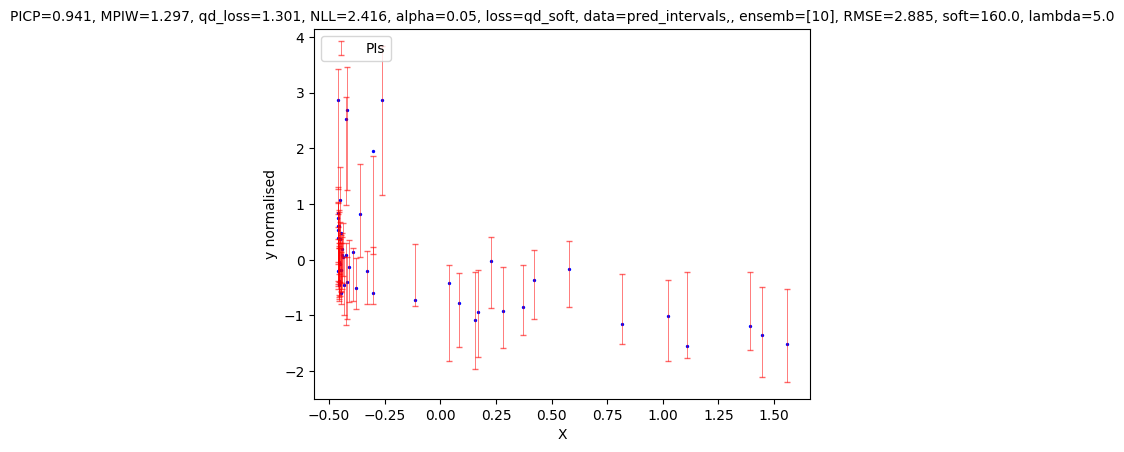 PICP=0.941, MPIW=1.297, qd_loss=1.301, NLL=2.416, alpha=0.05, loss=qd_soft, data=pred_intervals,, ensemb=[10], RMSE=2.885, soft=160.0, lambda=5.0
PIs
y normalised
4
3
2
1
0
−1
−2
−0.50 −0.25 0.00 0.25 0.50 0.75 1.00 1.25 1.50
X